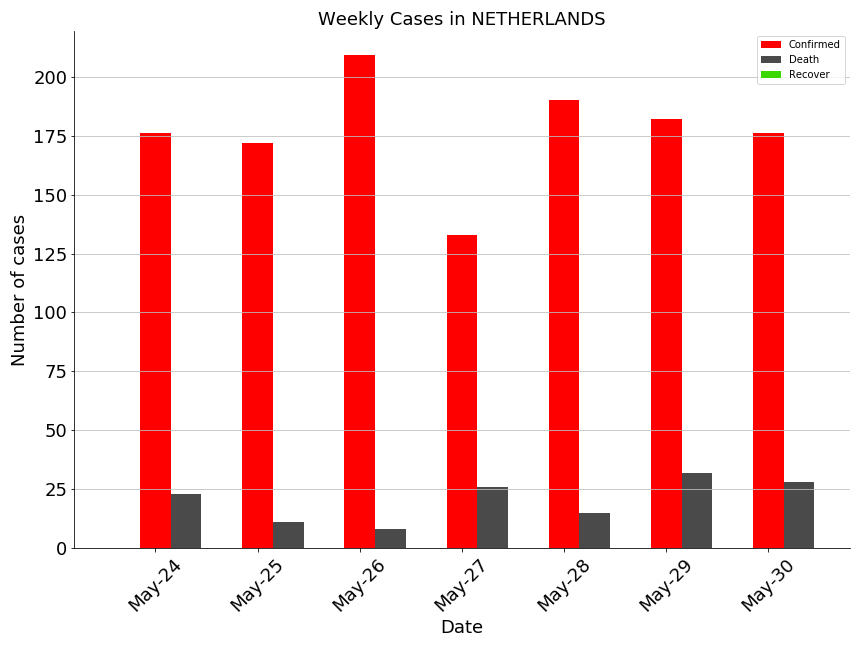 Weekly Cases in NETHERLANDS
Confirmed
Death
Recover
200
175
150
125
100
75
50
25
0
Number of cases
May-24 May-25 May-26 May-27 May-28 May-29 May-30
Date